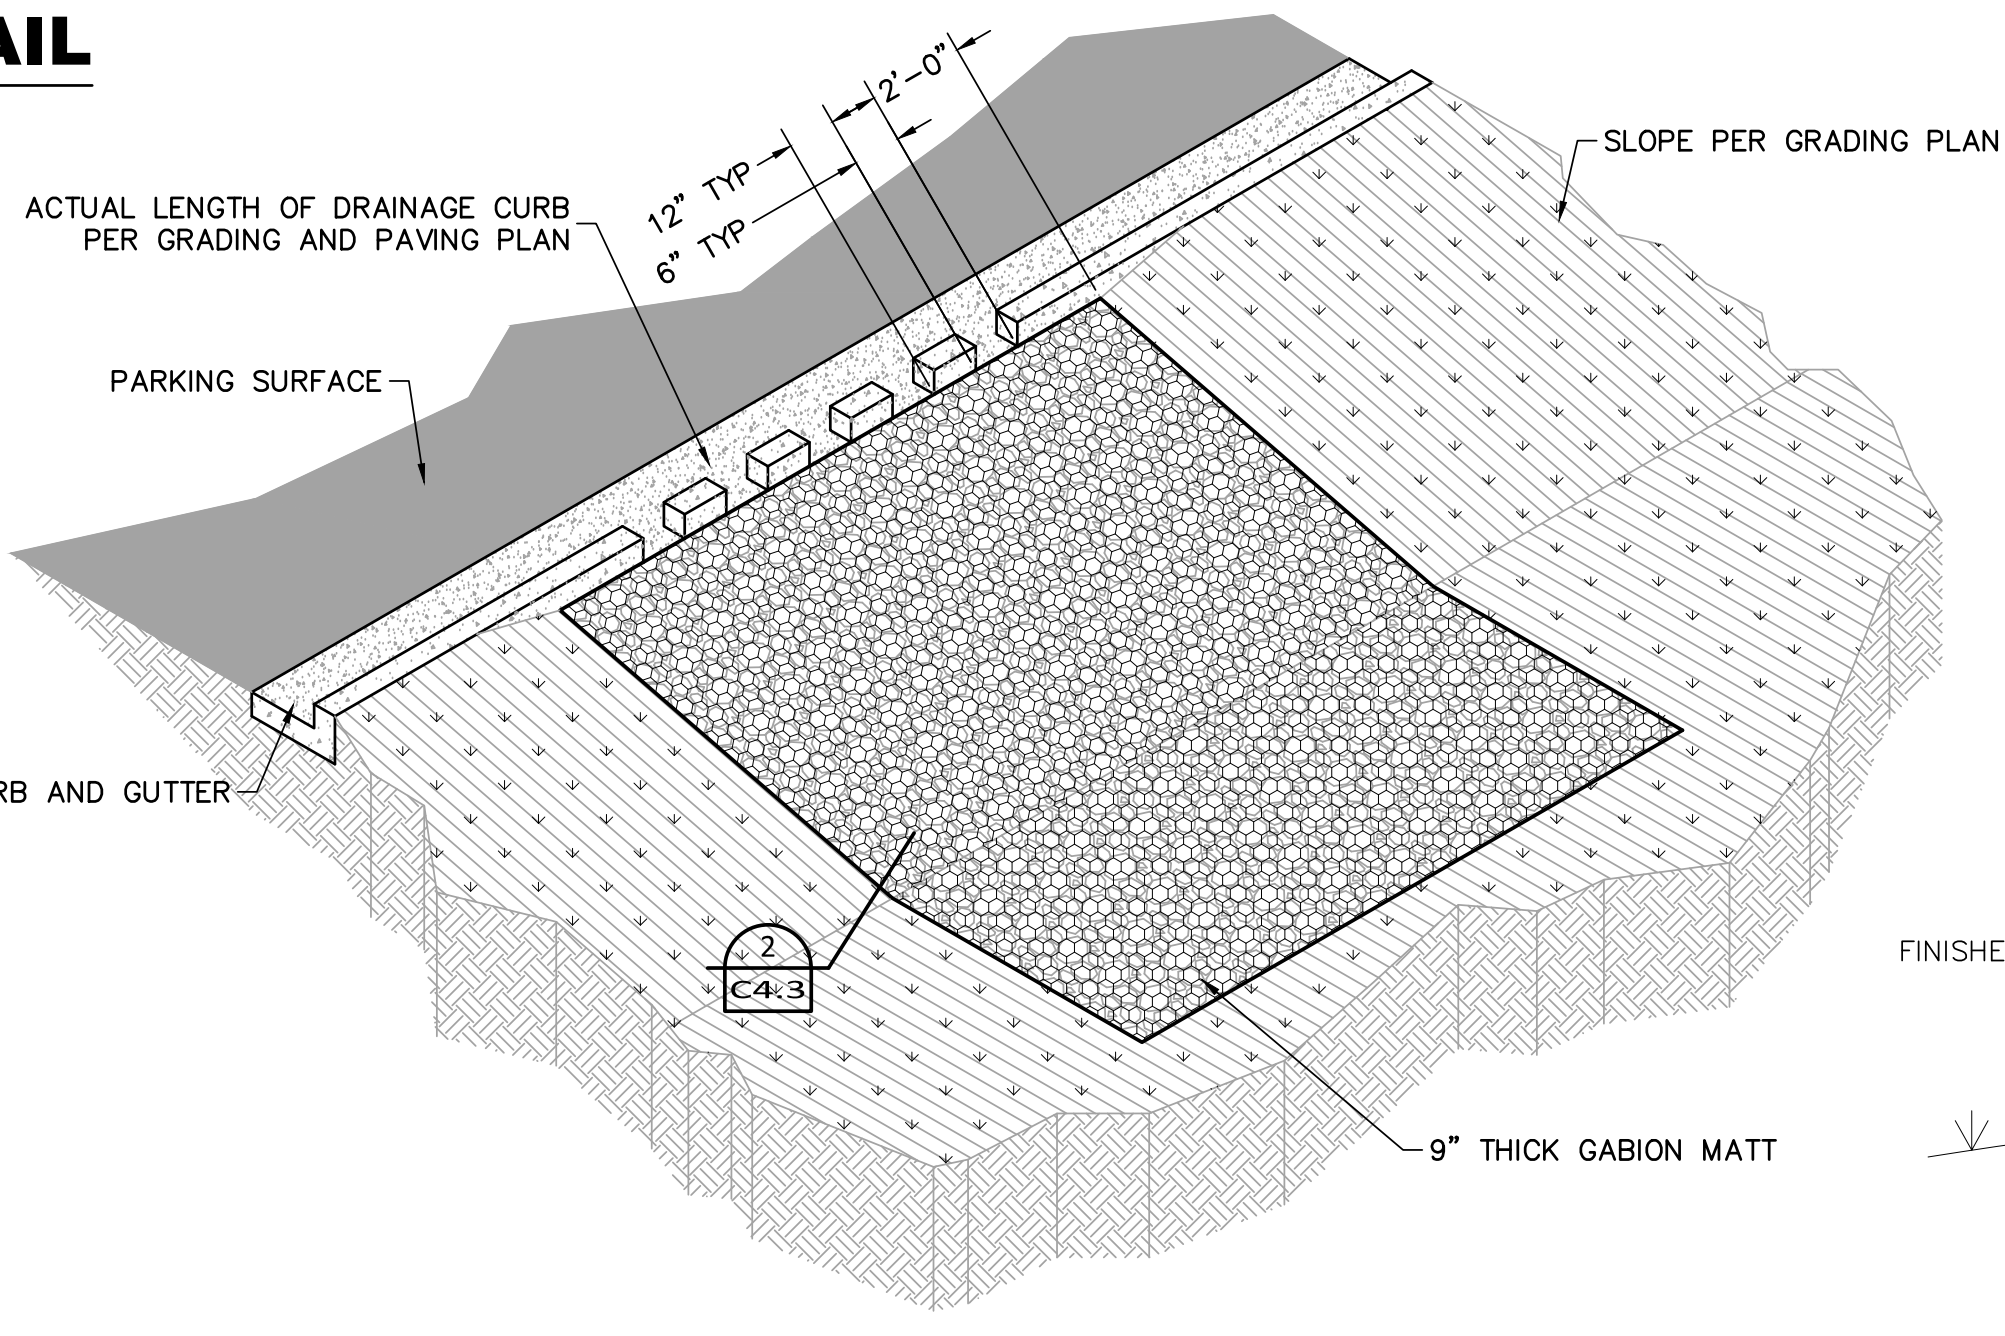 AIL
2'-0"
12" TYP
6" TYP
SLOPE PER GRADING PLAN
ACTUAL LENGTH OF DRAINAGE CURB
PER GRADING AND PAVING PLAN
PARKING SURFACE
RB AND GUTTER
2
C4.3
FINISHE
9" THICK GABION MATT